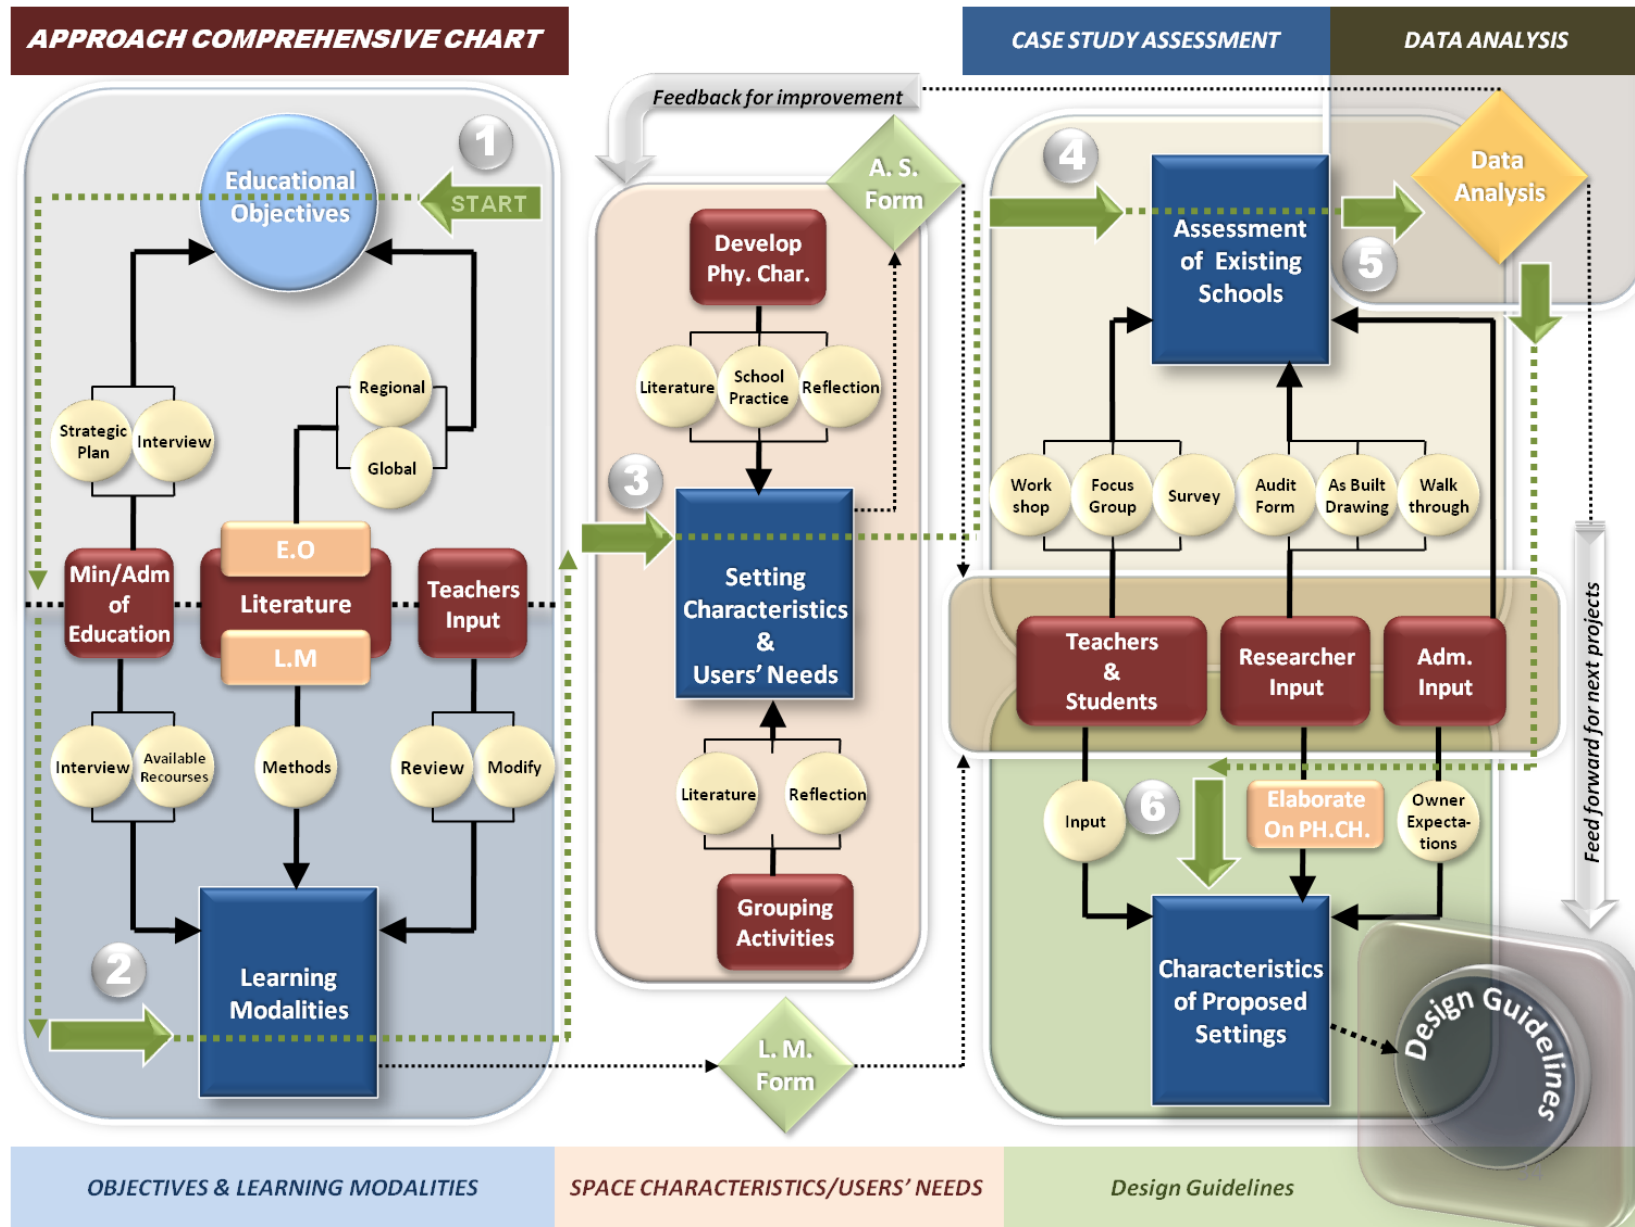 APPROACH COMPREHENSIVE CHART
CASE STUDY ASSESSMENT
DATA ANALYSIS
1
START
Educational
Objectives
Strategic
Plan
Interview
Regional
Global
E.O
Min/Adm
of
Education
Literature
Teachers
Input
L.M
Interview
Available
Recourses
Methods
Review
Modify
2
Learning
Modalities
Feedback for improvement
A. S.
Form
Develop
Phy. Char.
Literature
School
Practice
Reflection
3
Setting
Characteristics
&
Users' Needs
Literature
Reflection
Grouping
Activities
L. M.
Form
4
Assessment
of Existing
Schools
5
Data
Analysis
Work
shop
Focus
Group
Survey
Audit
Form
As Built
Drawing
Walk
through
Teachers
&
Students
Researcher
Input
Adm.
Input
Feed forward for next projects
Input
6
Elaborate
On PH.CH.
Owner
Expecta-
tions
Characteristics
of Proposed
Settings
Design Guidelines
OBJECTIVES & LEARNING MODALITIES
SPACE CHARACTERISTICS/USERS' NEEDS
Design Guidelines